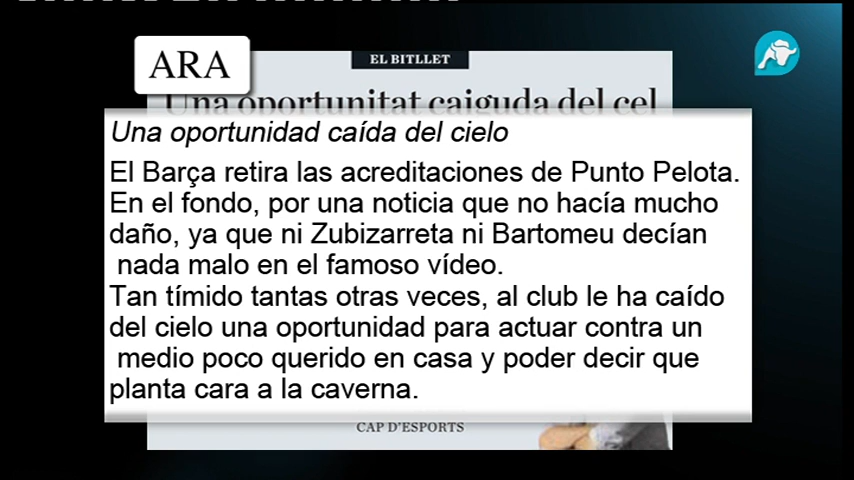 EL BITLLET
ARA
Una oportunitat caiguda del cel
Una oportunidad caída del cielo
El Barça retira las acreditaciones de Punto Pelota.
En el fondo, por una noticia que no hacía mucho
daño, ya que ni Zubizarreta ni Bartomeu decían
nada malo en el famoso vídeo.
Tan tímido tantas otras veces, al club le ha caído
del cielo una oportunidad para actuar contra un
medio poco querido en casa y poder decir que
planta cara a la caverna.
CAP D'ESPORTS